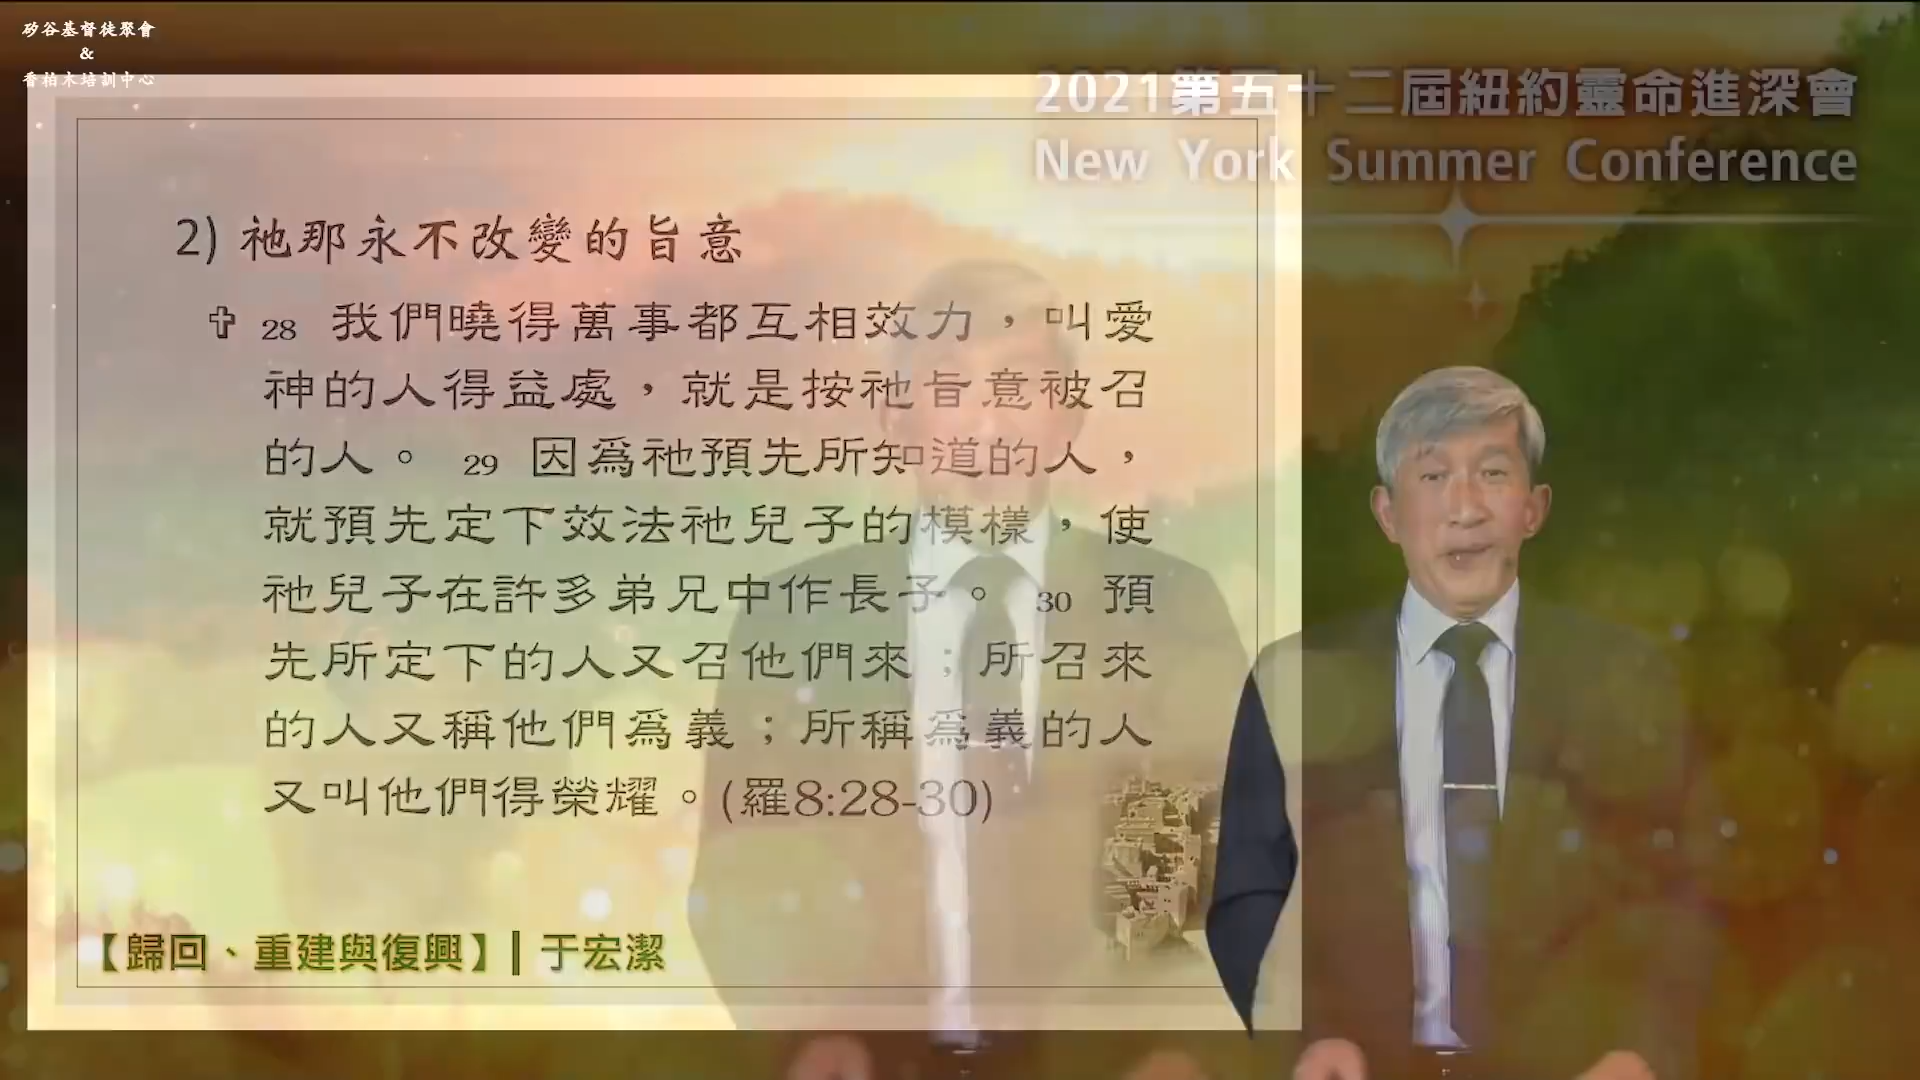 矽谷基督徒聚會
&
香柏木培訓中心
2021第五十二屆紐約靈命進深會
New York Summer Conference
2) 祂那永不改變的旨意
✞ 28 我們曉得萬事都互相效力，叫愛
神的人得益處，就是按祂旨意被召
的人。 29 因爲祂預先所知道的人，
就預先定下效法祂兒子的模樣，使
祂兒子在許多弟兄中作長子。 30 預
先所定下的人又召他們來；所召來
的人又稱他們爲義；所稱爲義的人
又叫他們得榮耀。(羅8:28-30)
【歸回、重建與復興】| 于宏潔